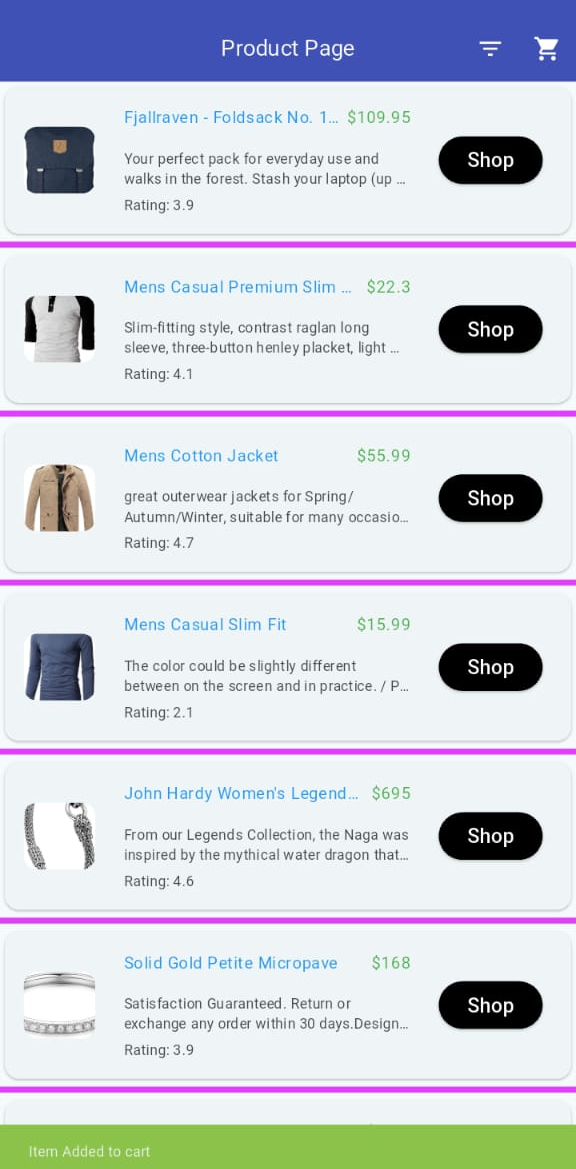 Product Page
Fjallraven - Foldsack No. 1... $109.95
Your perfect pack for everyday use and
walks in the forest. Stash your laptop (up ...
Rating: 3.9
Shop
Mens Casual Premium Slim ... $22.3
Slim-fitting style, contrast raglan long
sleeve, three-button henley placket, light ...
Rating: 4.1
Shop
Mens Cotton Jacket $55.99
great outerwear jackets for Spring/
Autumn/Winter, suitable for many occasio...
Rating: 4.7
Shop
Mens Casual Slim Fit $15.99
The color could be slightly different
between on the screen and in practice. / P...
Rating: 2.1
Shop
John Hardy Women's Legend... $695
From our Legends Collection, the Naga was
inspired by the mythical water dragon that...
Rating: 4.6
Shop
Solid Gold Petite Micropave $168
Satisfaction Guaranteed. Return or
exchange any order within 30 days.Design...
Rating: 3.9
Shop
Item Added to cart